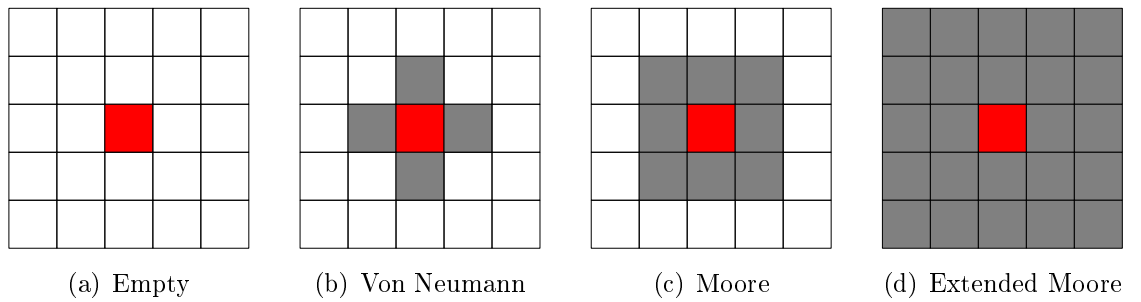 (a) Empty
(b) Von Neumann
(c) Moore
(d) Extended Moore